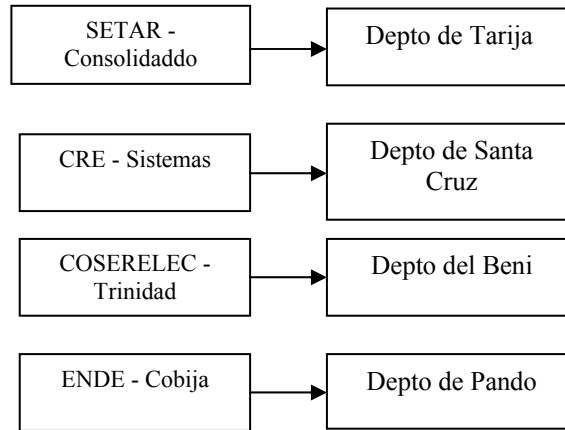 SETAR -
Consolidaddo
Depto de Tarija
CRE - Sistemas
Depto de Santa
Cruz
COSERELEC -
Trinidad
Depto del Beni
ENDE - Cobija
Depto de Pando